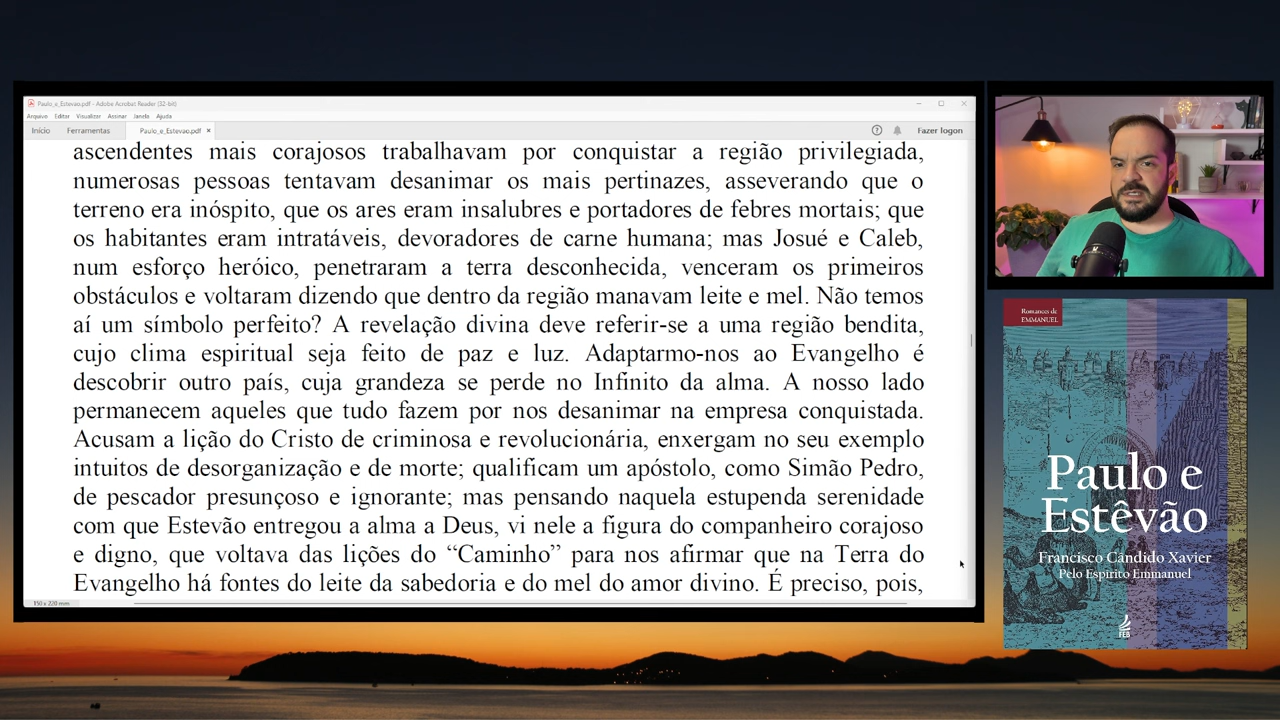 Paulo_e_Estevao.pdf - Adobe Acrobat Reader (32-bit)
Arquivo Editar Visualizar Assinar Janela Ajuda
Início Ferramentas Paulo_e_Estevao.pdf × Fazer logon
ascendentes mais corajosos trabalhavam por conquistar a região privilegiada,
numerosas pessoas tentavam desanimar os mais pertinazes, asseverando que o
terreno era inóspito, que os ares eram insalubres e portadores de febres mortais; que
os habitantes eram intratáveis, devoradores de carne humana; mas Josué e Caleb,
num esforço heróico, penetraram a terra desconhecida, venceram os primeiros
obstáculos e voltaram dizendo que dentro da região manavam leite e mel. Não temos
aí um símbolo perfeito? A revelação divina deve referir-se a uma região bendita,
cujo clima espiritual seja feito de paz e luz. Adaptarmo-nos ao Evangelho é
descobrir outro país, cuja grandeza se perde no Infinito da alma. A nosso lado
permanecem aqueles que tudo fazem por nos desanimar na empresa conquistada.
Acusam a lição do Cristo de criminosa e revolucionária, enxergam no seu exemplo
intuitos de desorganização e de morte; qualificam um apóstolo, como Simão Pedro,
de pescador presunçoso e ignorante; mas pensando naquela estupenda serenidade
com que Estevão entregou a alma a Deus, vi nele a figura do companheiro corajoso
e digno, que voltava das lições do “Caminho” para nos afirmar que na Terra do
Evangelho há fontes do leite da sabedoria e do mel do amor divino. É preciso, pois,
150 x 220 mm
Romances de
EMMANUEL
Paulo e
Estêvão
Francisco Cândido Xavier
Pelo Espírito Emmanuel
FEB